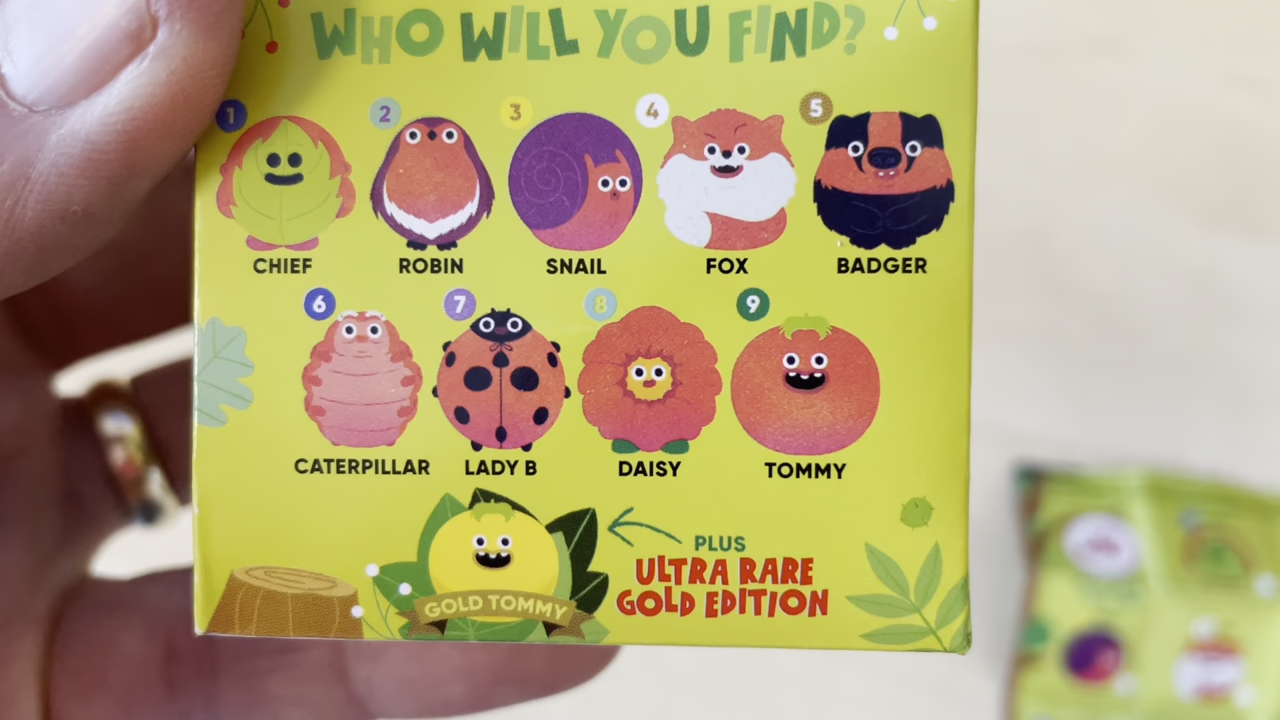 WHO WILL YOU FIND?
1 2 3 4 5
CHIEF ROBIN SNAIL FOX BADGER
6 7 8 9
CATERPILLAR LADY B DAISY TOMMY
PLUS
ULTRA RARE
GOLD EDITION
GOLD TOMMY